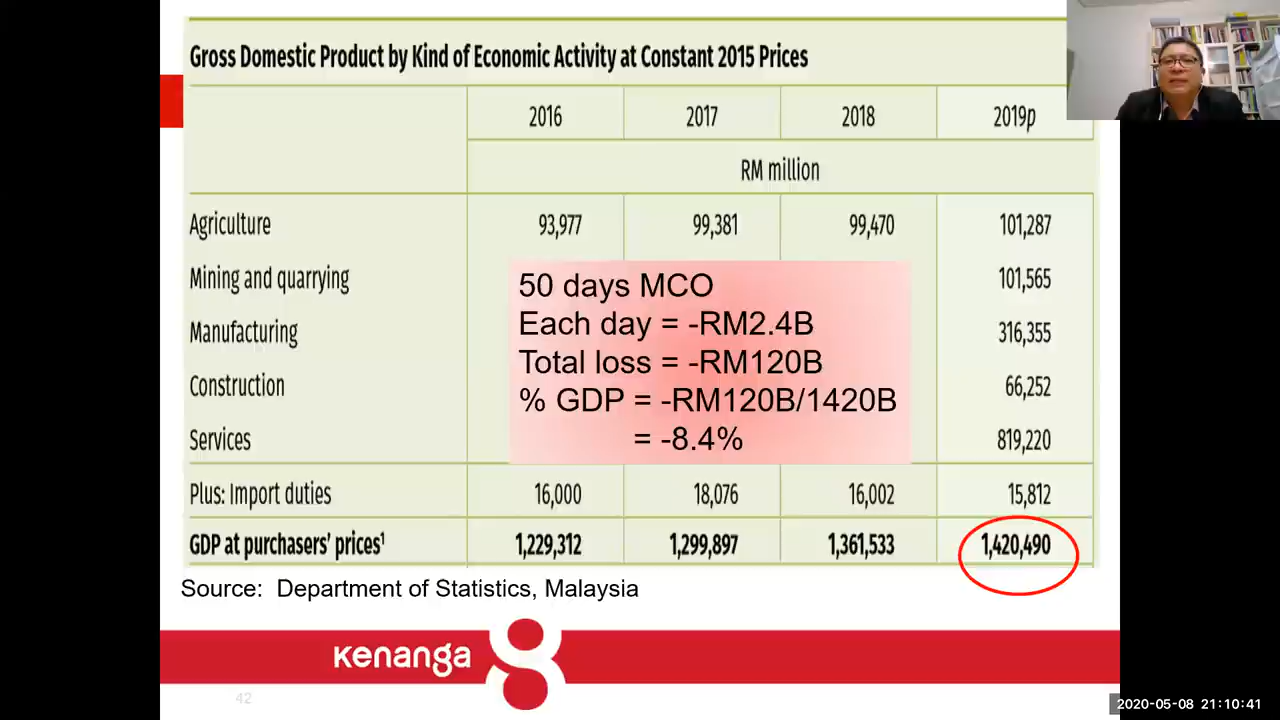 Gross Domestic Product by Kind of Economic Activity at Constant 2015 Prices
2016 2017 2018 2019p
RM million
Agriculture 93,977 99,381 99,470 101,287
Mining and quarrying 101,565
Manufacturing 316,355
Construction 66,252
Services 819,220
50 days MCO
Each day = -RM2.4B
Total loss = -RM120B
% GDP = -RM120B/1420B
= -8.4%
Plus: Import duties 16,000 18,076 16,002 15,812
GDP at purchasers' prices¹ 1,229,312 1,299,897 1,361,533 1,420,490
Source: Department of Statistics, Malaysia
kenanga
42
2020-05-08 21:10:41